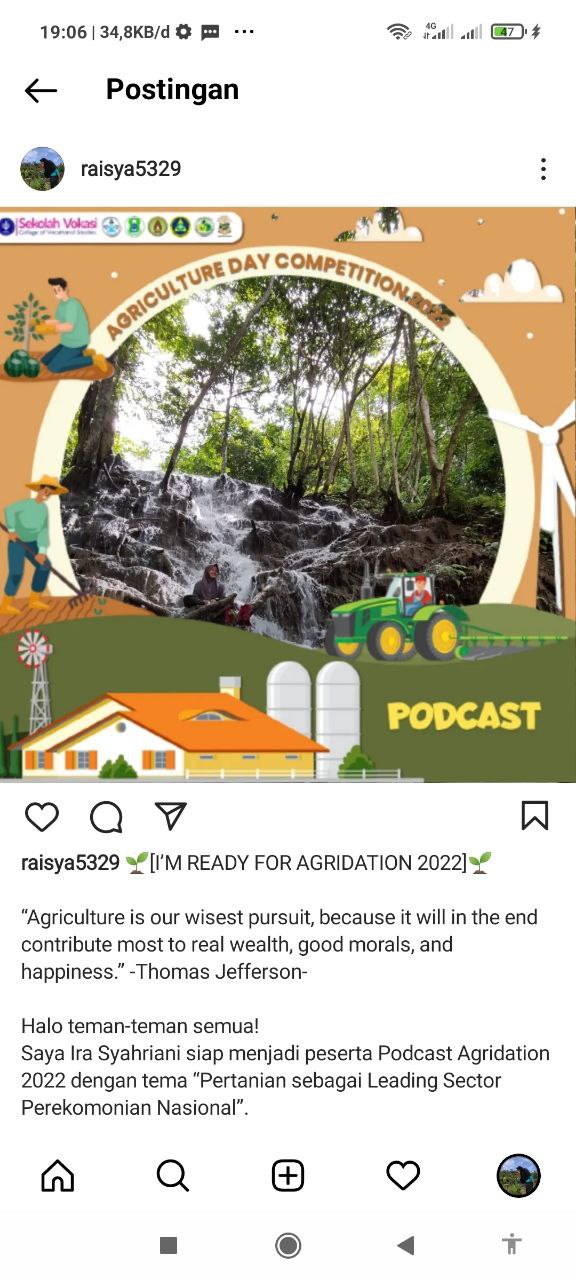 19:06 | 34,8KB/d
4G
47
Postingan
raisya5329
Sekolah Vokasi
College of Vocational Studies
AGRICULTURE DAY COMPETITION 2022
PODCAST
raisya5329 🌱[I’M READY FOR AGRIDATION 2022]🌱
“Agriculture is our wisest pursuit, because it will in the end
contribute most to real wealth, good morals, and
happiness.” -Thomas Jefferson-
Halo teman-teman semua!
Saya Ira Syahriani siap menjadi peserta Podcast Agridation
2022 dengan tema “Pertanian sebagai Leading Sector
Perekomonian Nasional”.